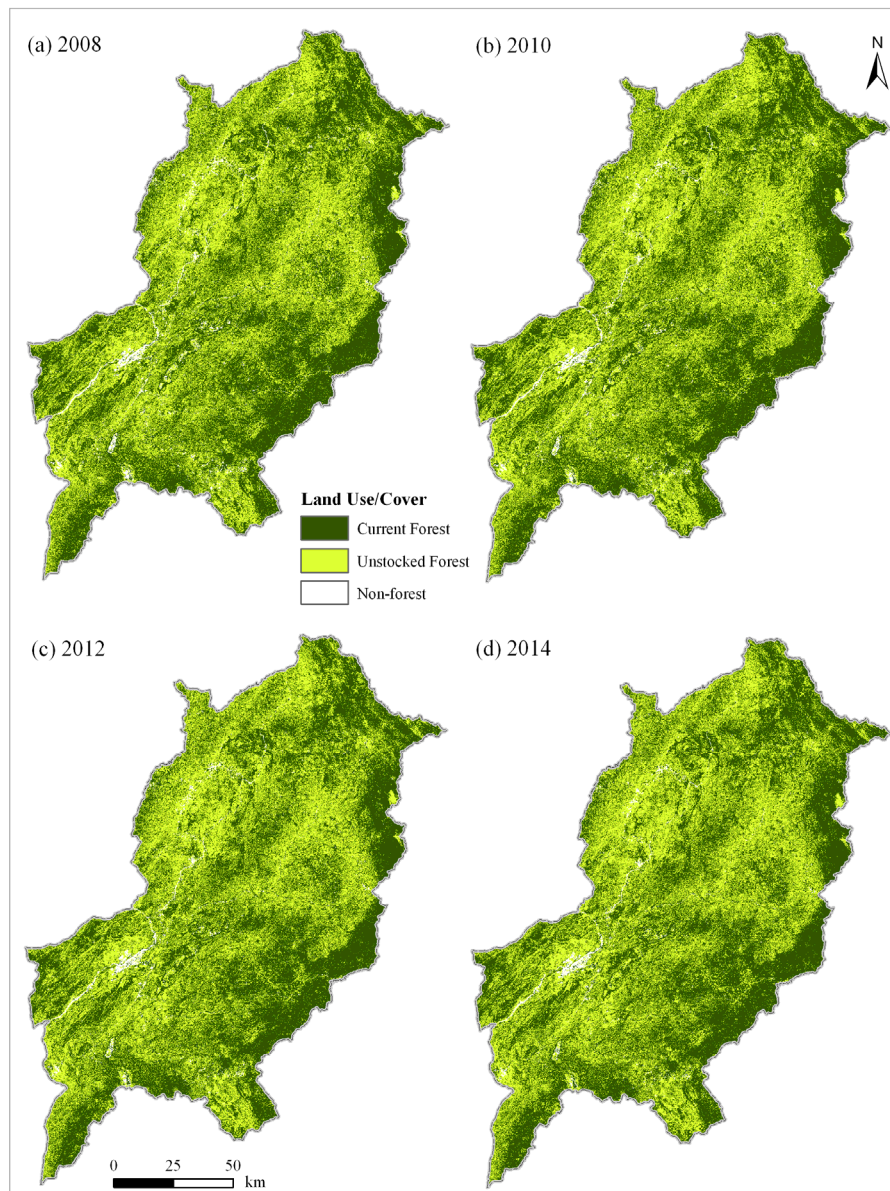 (a) 2008
(b) 2010
N
Land Use/Cover
Current Forest
Unstocked Forest
Non-forest
(c) 2012
(d) 2014
0 25 50
km